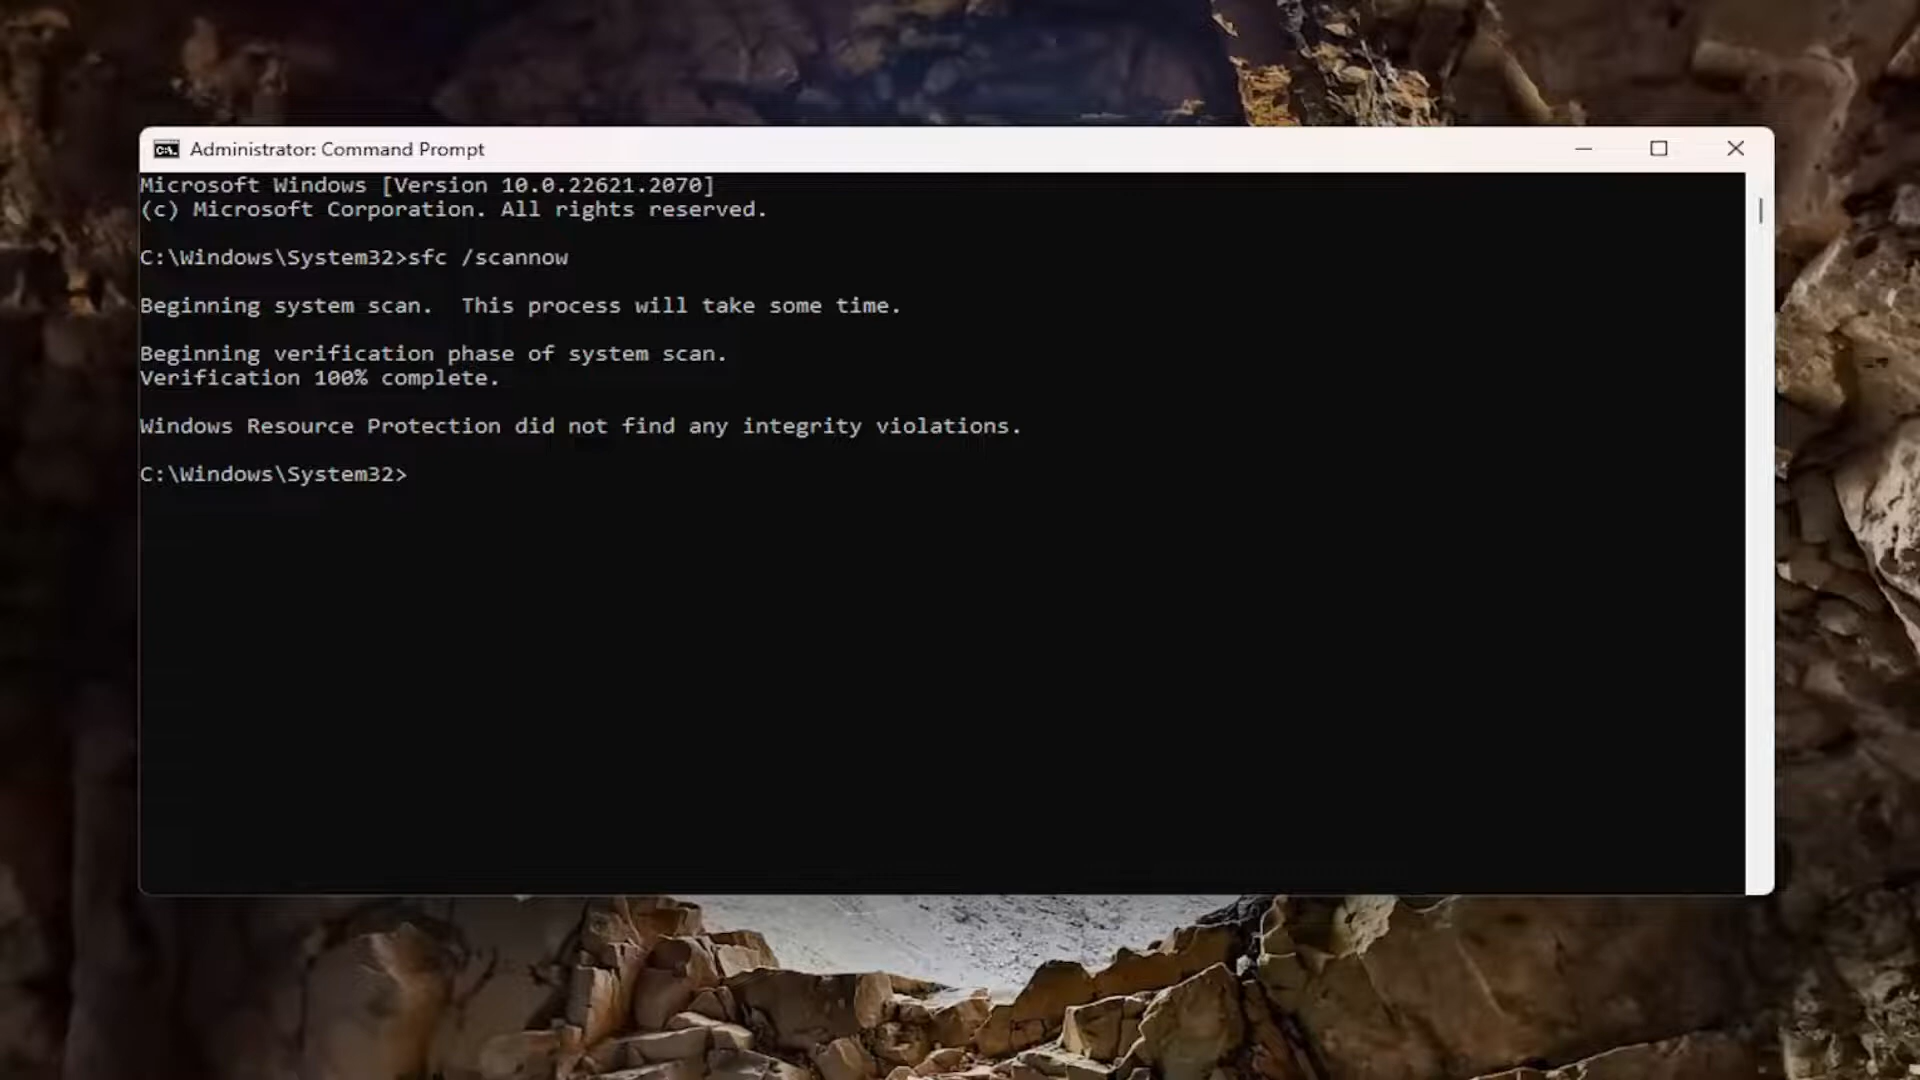 Administrator: Command Prompt
Microsoft Windows [Version 10.0.22621.2070]
(c) Microsoft Corporation. All rights reserved.
C:\Windows\System32>sfc /scannow
Beginning system scan.  This process will take some time.
Beginning verification phase of system scan.
Verification 100% complete.
Windows Resource Protection did not find any integrity violations.
C:\Windows\System32>